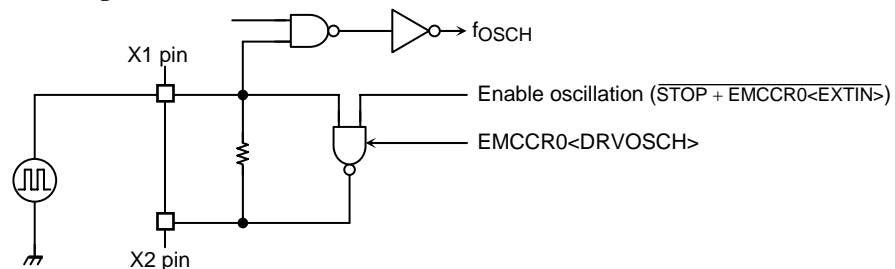 fOSCH
X1 pin
Enable oscillation (STOP + EMCCR0<EXTIN>)
EMCCR0<DRVOSCH>
X2 pin